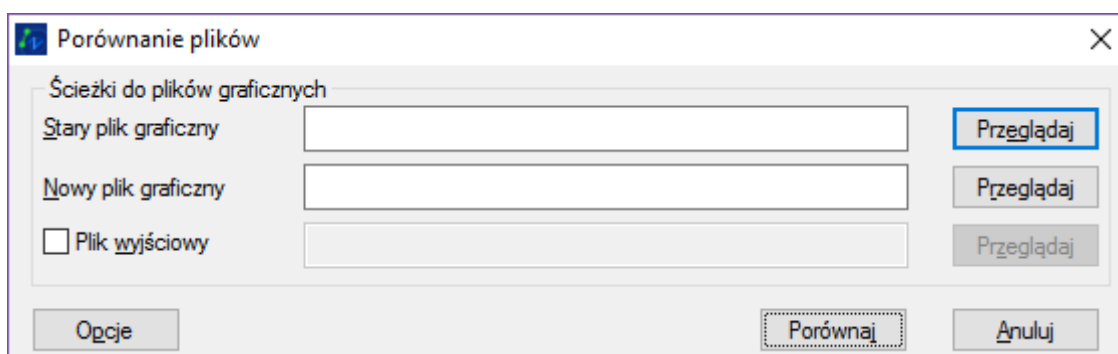 Porównanie plików
Ścieżki do plików graficznych
Stary plik graficzny Przeglądaj
Nowy plik graficzny Przeglądaj
Plik wyjściowy Przeglądaj
Opcje Porównaj Anuluj